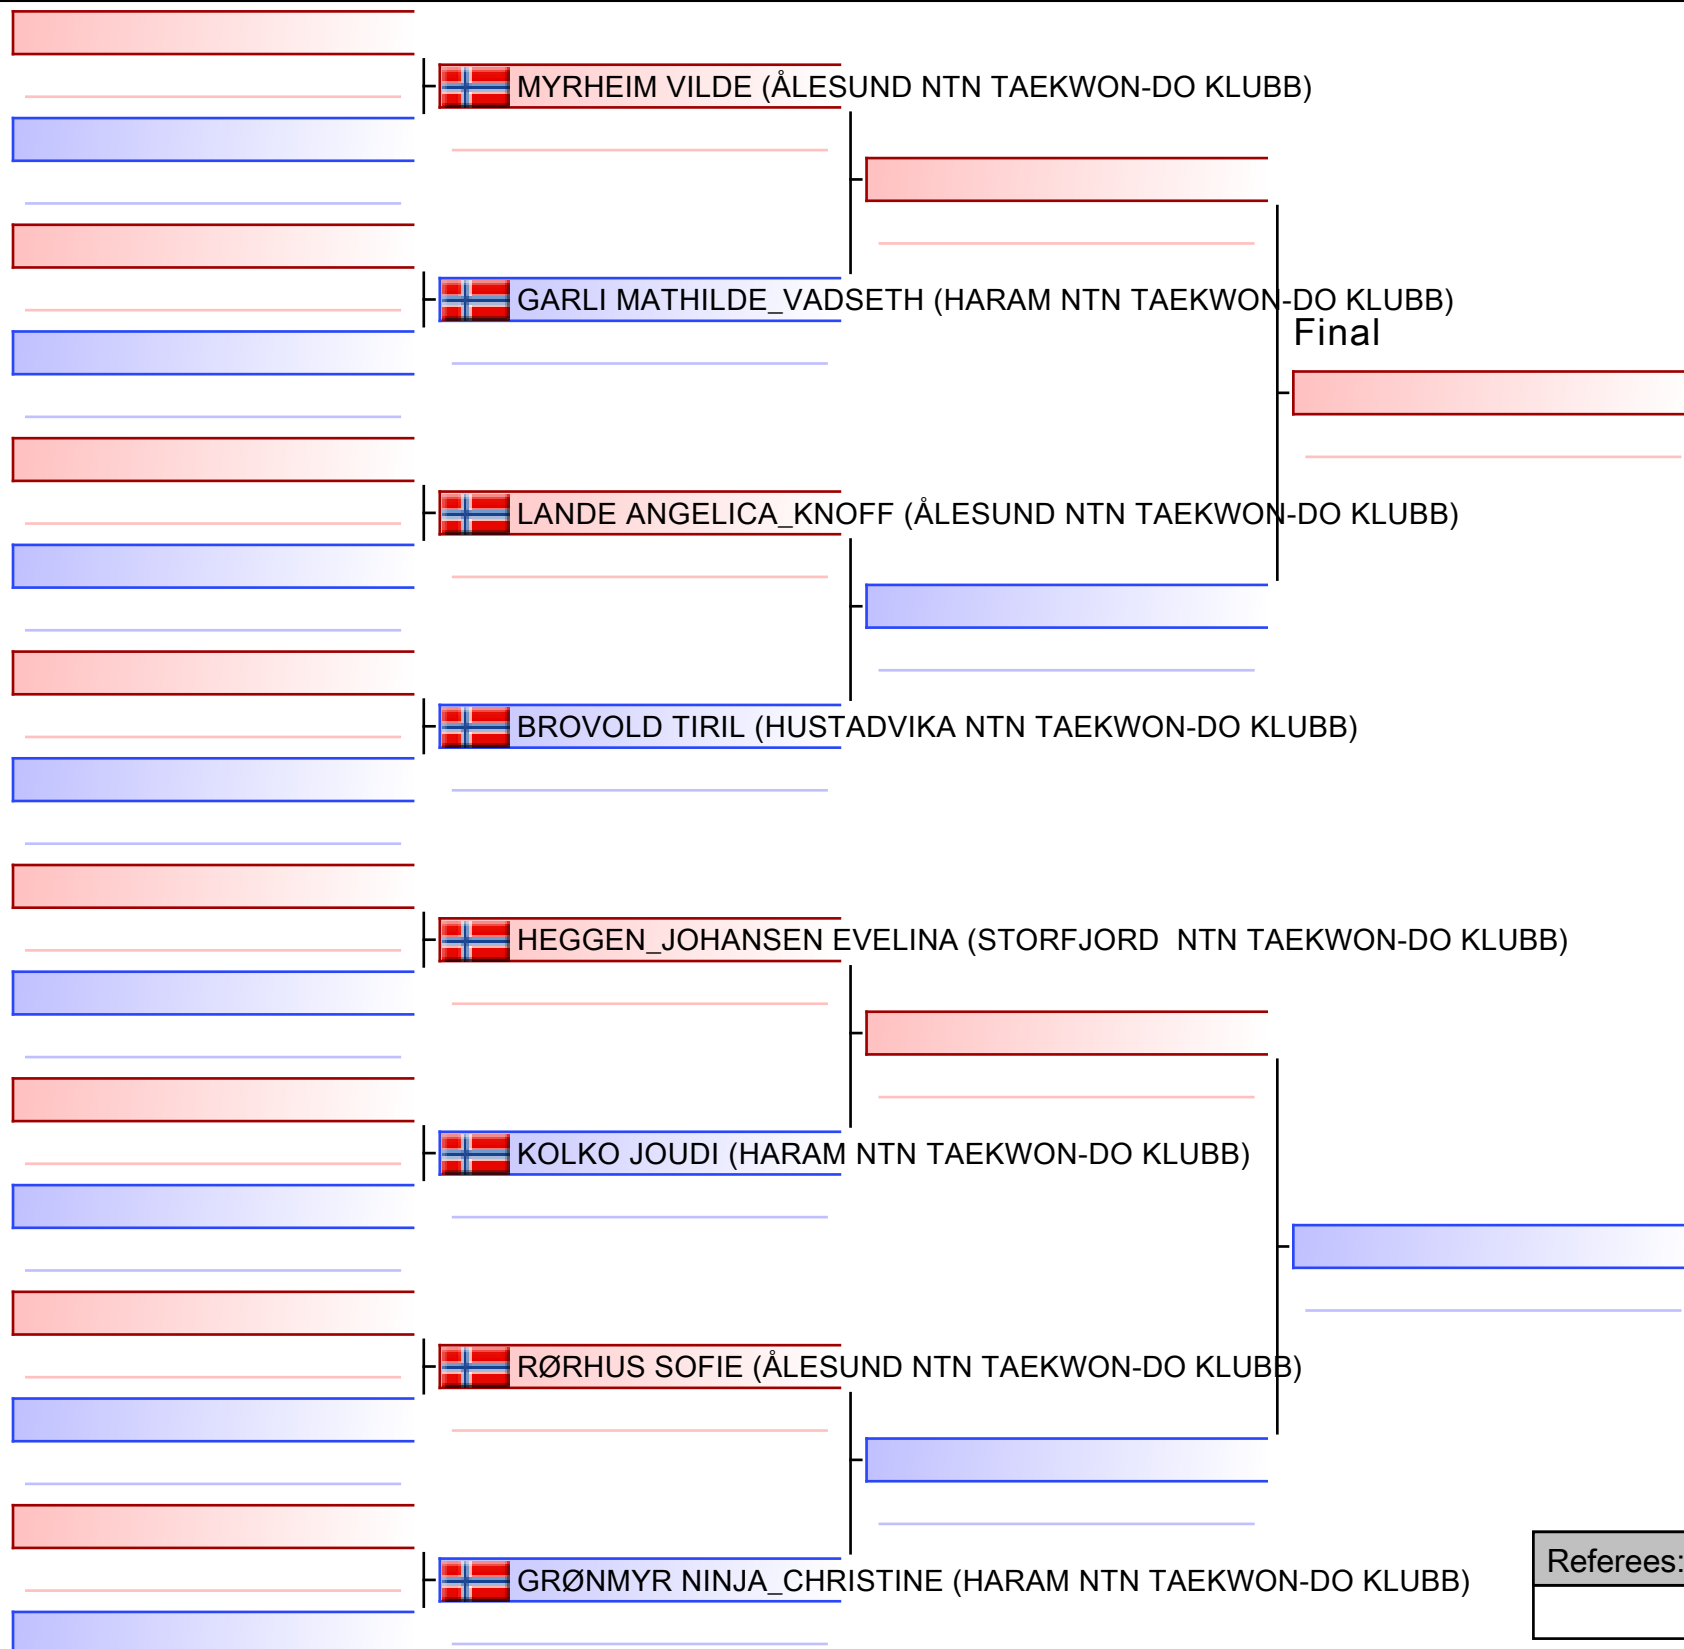 MYRHEIM VILDE (ÅLESUND NTN TAEKWON-DO KLUBB)
GARLI MATHILDE_VADSETH (HARAM NTN TAEKWON-DO KLUBB)
Final
LANDE ANGELICA_KNOFF (ÅLESUND NTN TAEKWON-DO KLUBB)
BROVOLD TIRIL (HUSTADVIKA NTN TAEKWON-DO KLUBB)
HEGGEN_JOHANSEN EVELINA (STORFJORD  NTN TAEKWON-DO KLUBB)
KOLKO JOUDI (HARAM NTN TAEKWON-DO KLUBB)
RØRHUS SOFIE (ÅLESUND NTN TAEKWON-DO KLUBB)
GRØNMYR NINJA_CHRISTINE (HARAM NTN TAEKWON-DO KLUBB)
Referees: